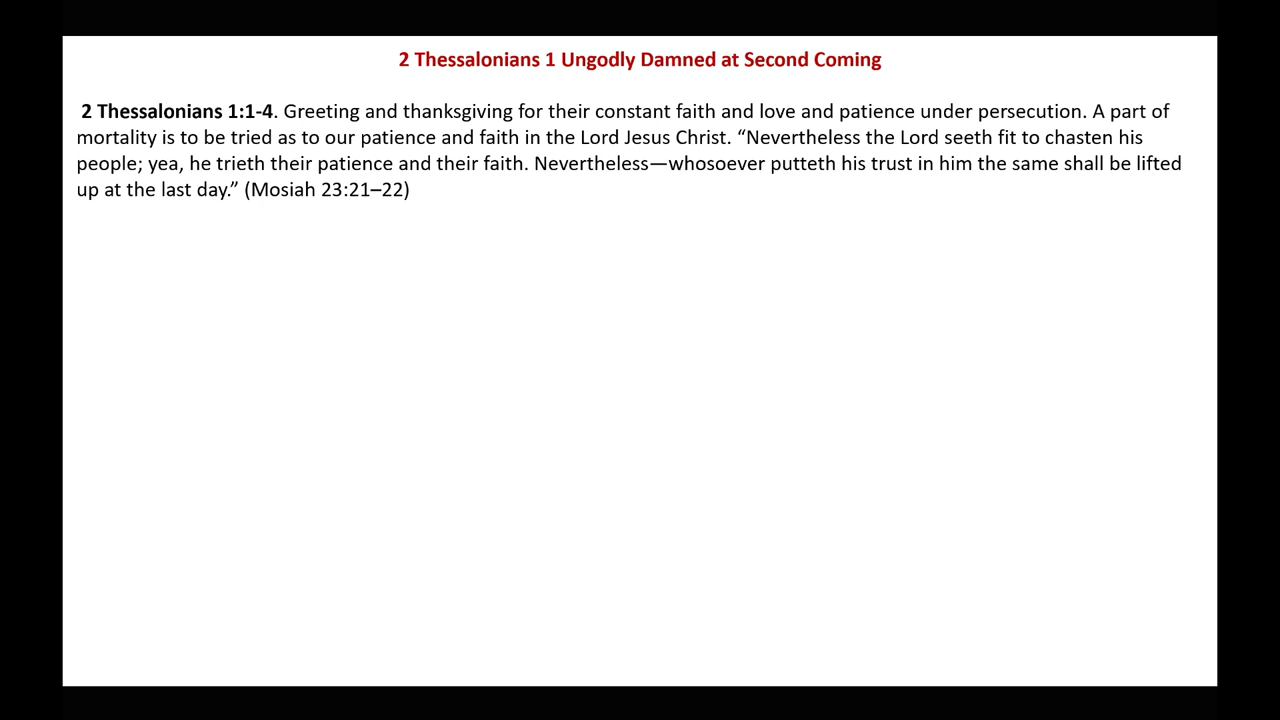 2 Thessalonians 1 Ungodly Damned at Second Coming
2 Thessalonians 1:1-4. Greeting and thanksgiving for their constant faith and love and patience under persecution. A part of
mortality is to be tried as to our patience and faith in the Lord Jesus Christ. “Nevertheless the Lord seeth fit to chasten his
people; yea, he trieth their patience and their faith. Nevertheless—whosoever putteth his trust in him the same shall be lifted
up at the last day.” (Mosiah 23:21–22)